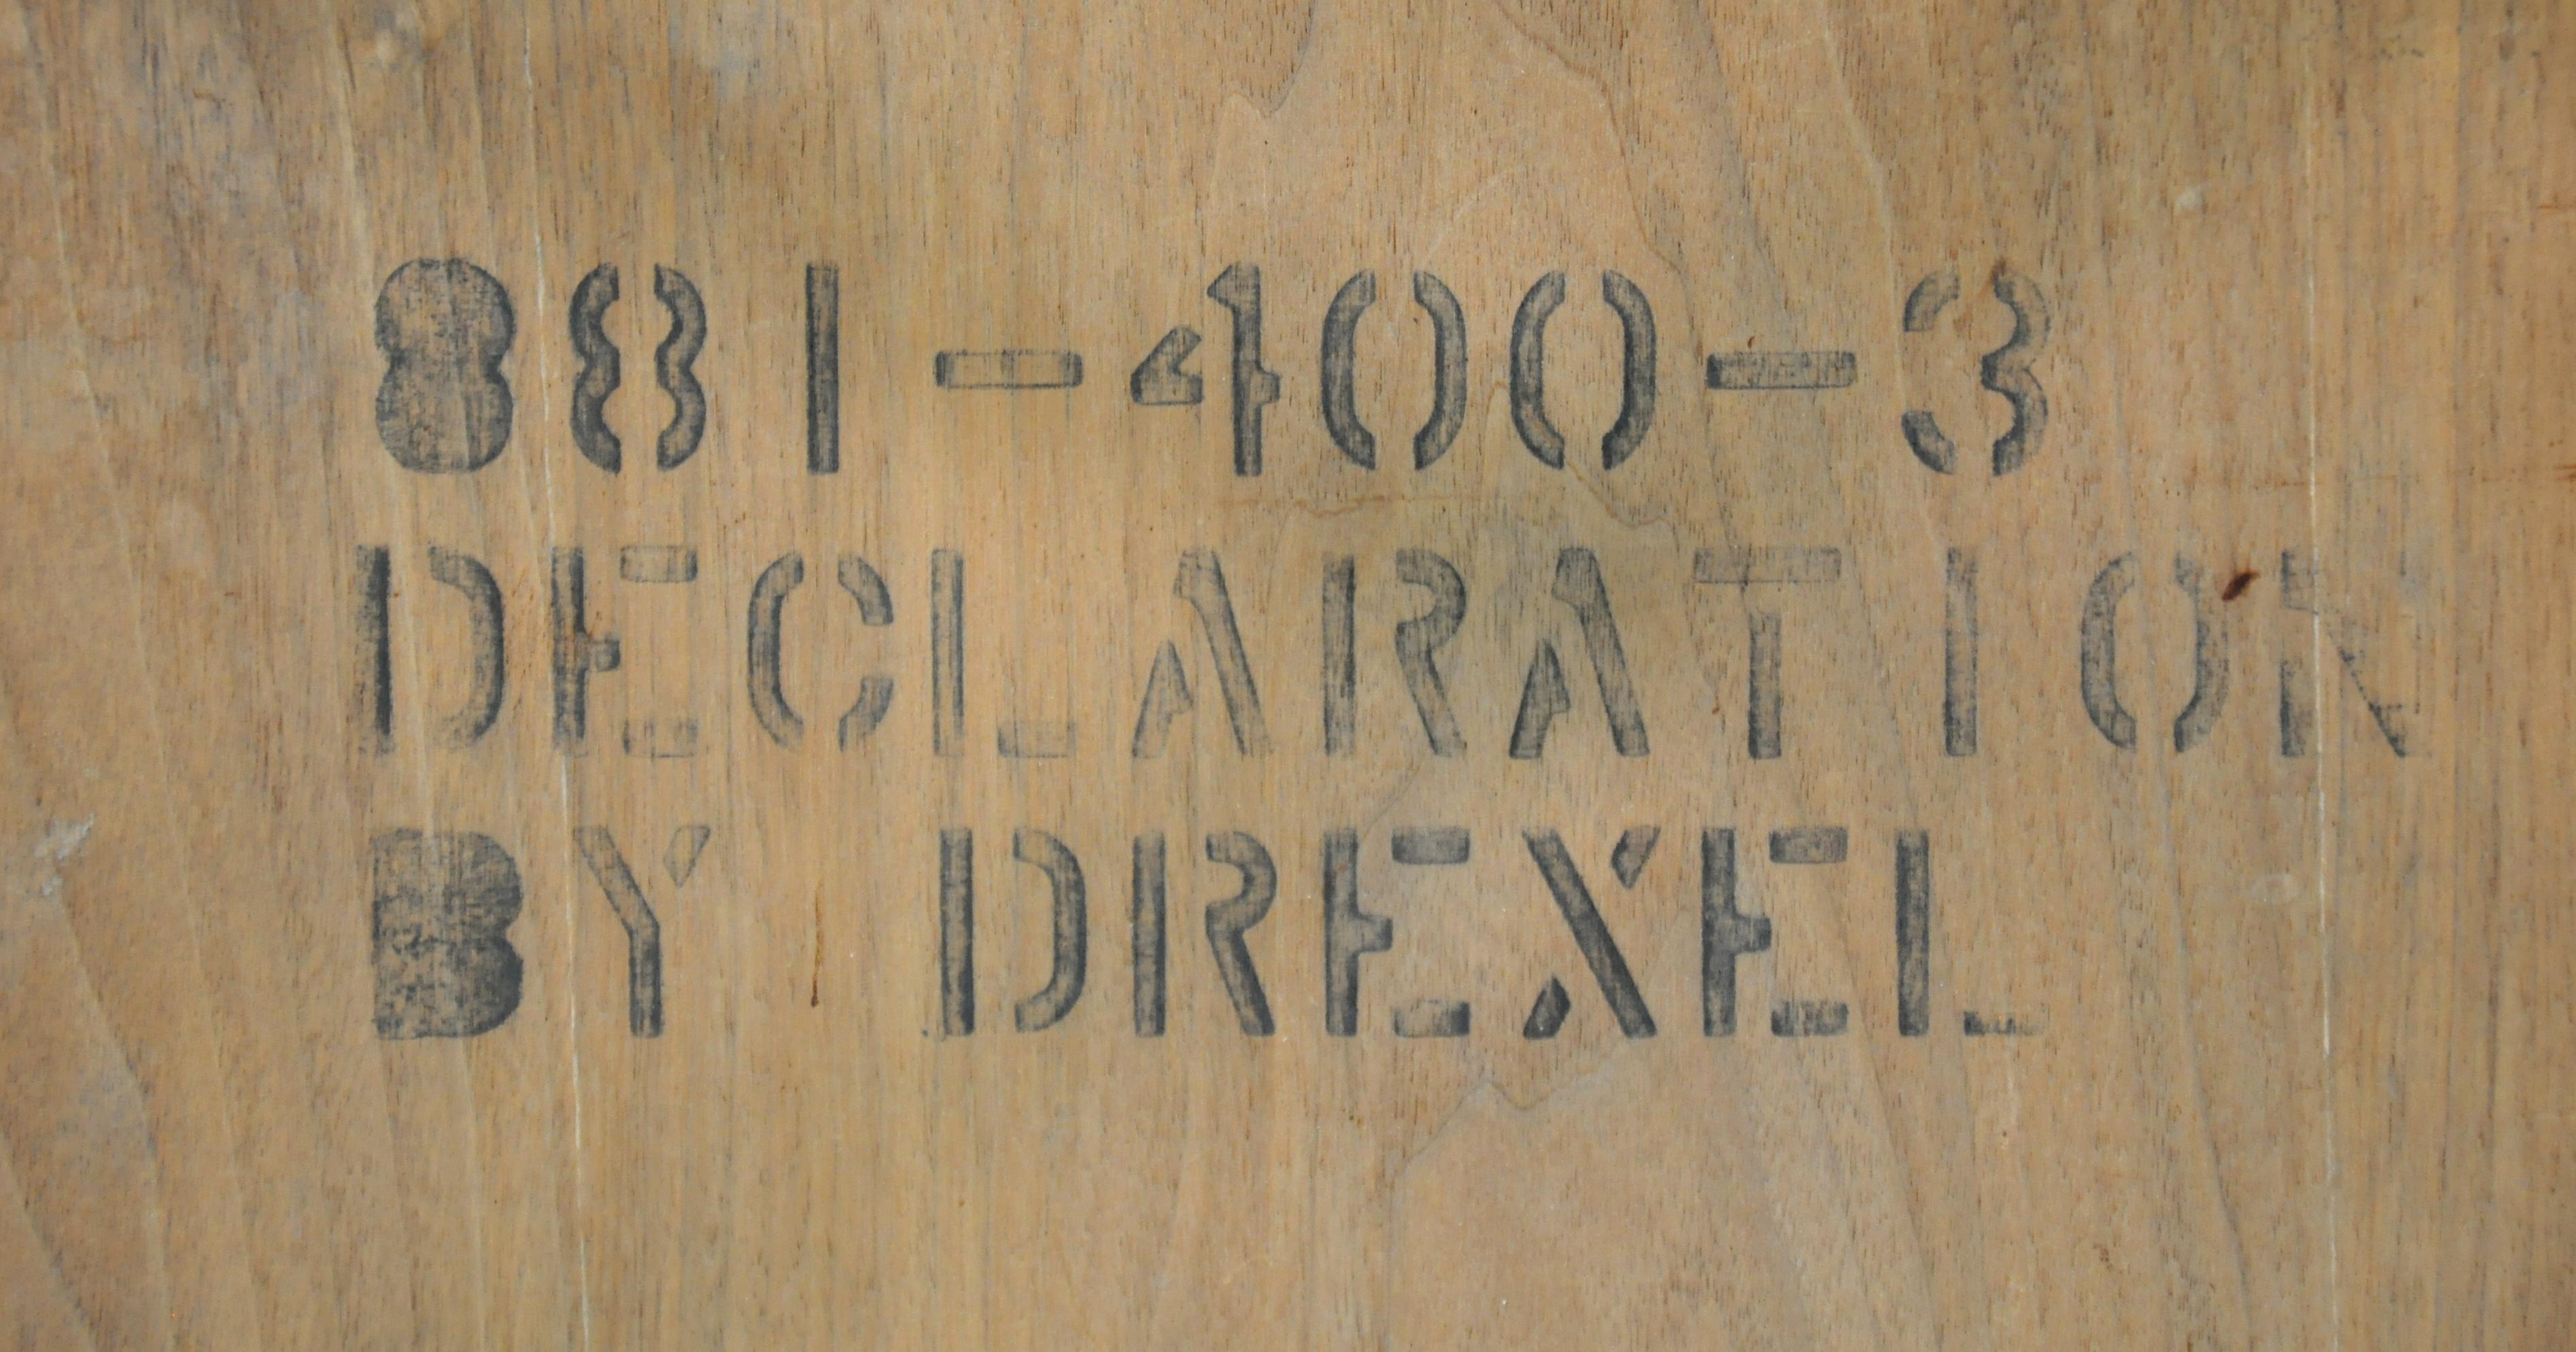 881-400-3
DECLARATION
BY DREXEL